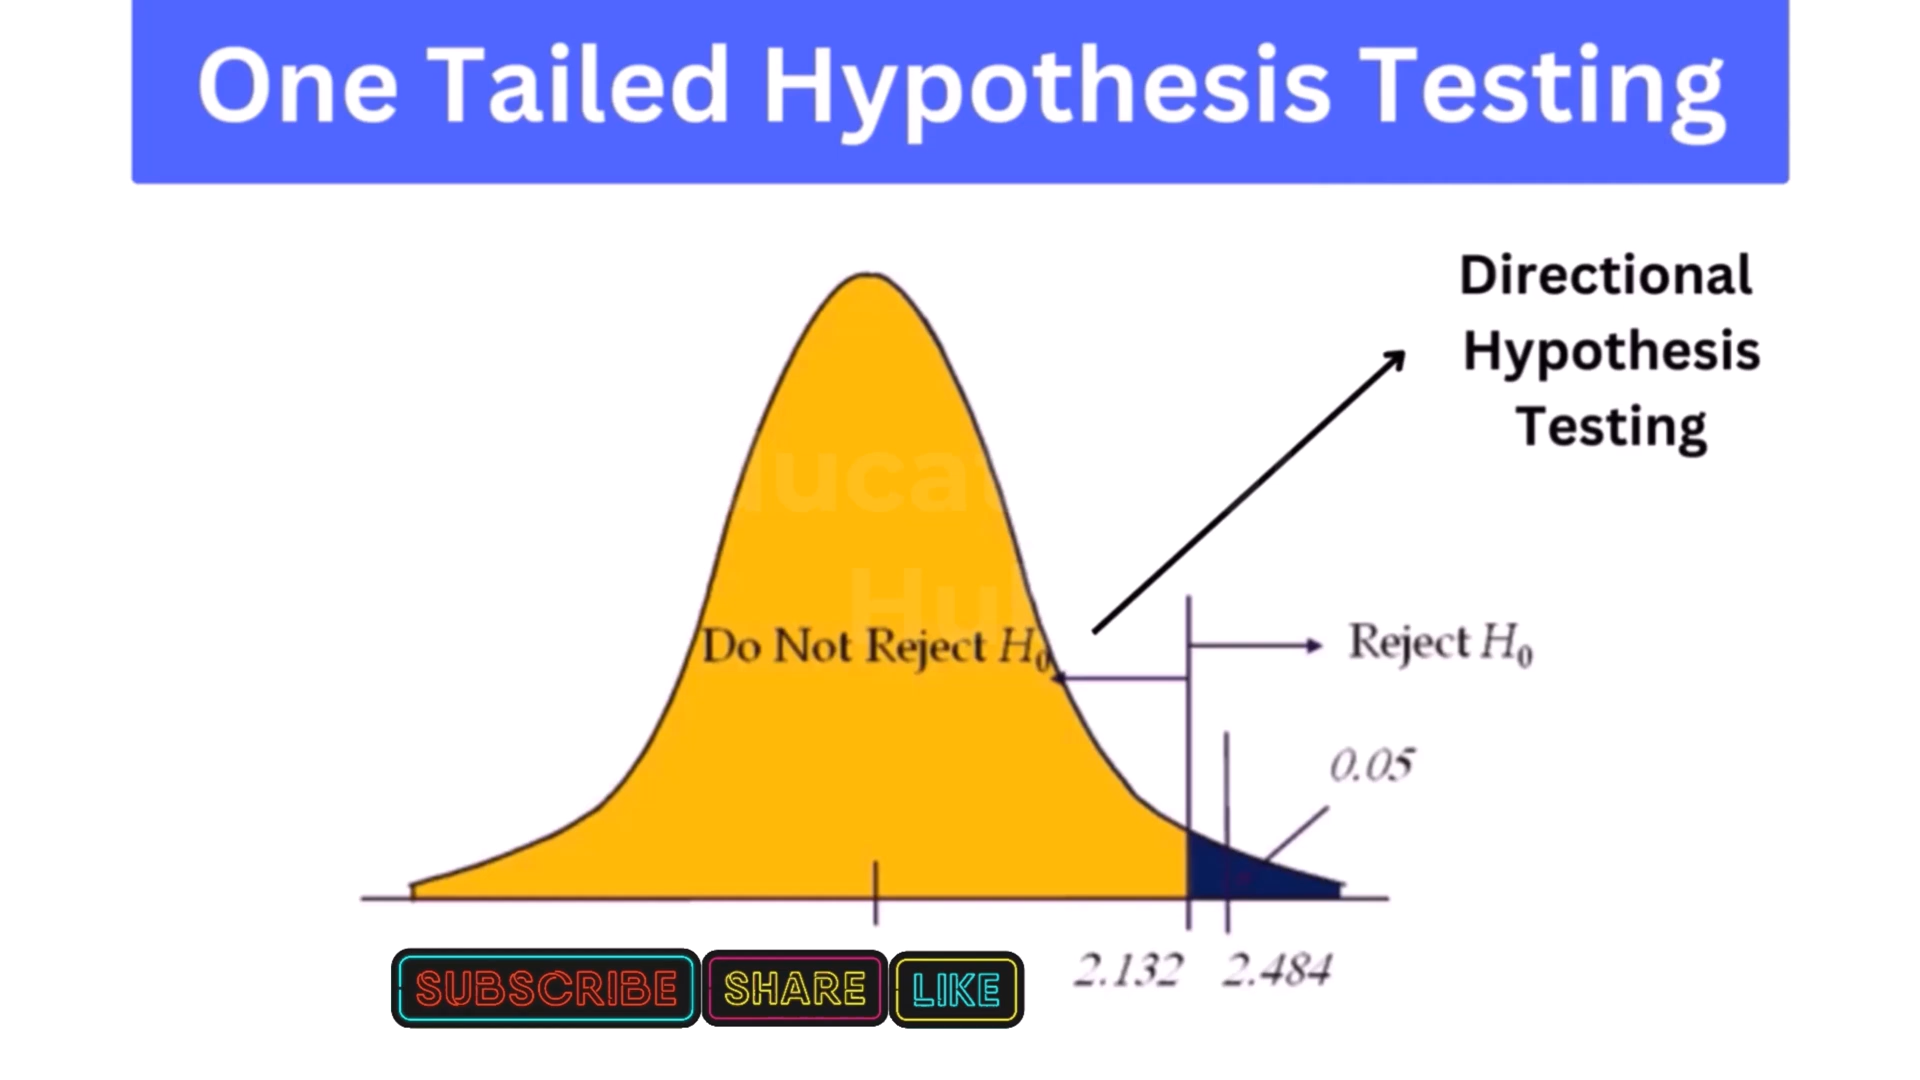 One Tailed Hypothesis Testing
Directional
Hypothesis
Testing
Do Not Reject H₀
Reject H₀
0.05
2.132 2.484
SUBSCRIBE SHARE LIKE